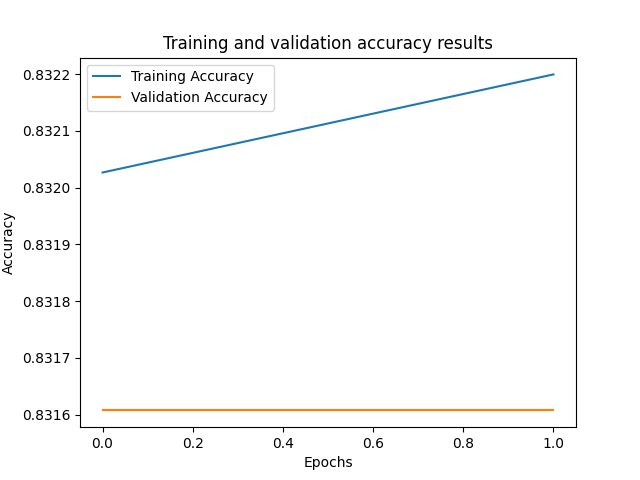 Training and validation accuracy results
Training Accuracy
Validation Accuracy
0.8322
0.8321
0.8320
0.8319
0.8318
0.8317
0.8316
Accuracy
0.0 0.2 0.4 0.6 0.8 1.0
Epochs